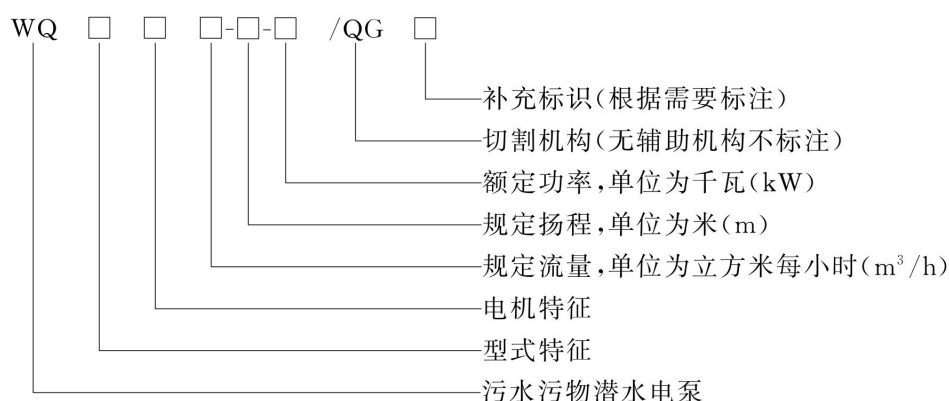 WQ □ □ □-□-□ /QG □
补充标识(根据需要标注)
切割机构(无辅助机构不标注)
额定功率,单位为千瓦(kW)
规定扬程,单位为米(m)
规定流量,单位为立方米每小时(m³/h)
电机特征
型式特征
污水污物潜水电泵